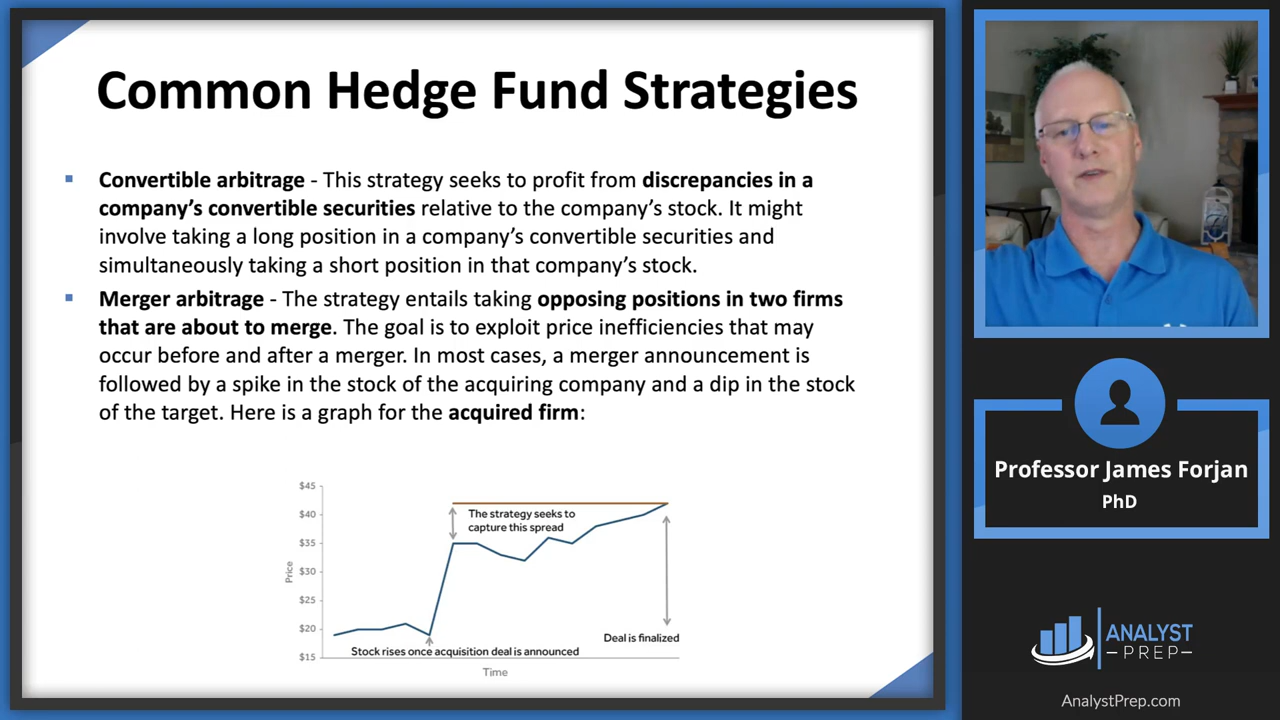 Common Hedge Fund Strategies
▪ Convertible arbitrage - This strategy seeks to profit from discrepancies in a
company’s convertible securities relative to the company’s stock. It might
involve taking a long position in a company’s convertible securities and
simultaneously taking a short position in that company’s stock.
▪ Merger arbitrage - The strategy entails taking opposing positions in two firms
that are about to merge. The goal is to exploit price inefficiencies that may
occur before and after a merger. In most cases, a merger announcement is
followed by a spike in the stock of the acquiring company and a dip in the stock
of the target. Here is a graph for the acquired firm:
$45
$40
$35
$30
$25
$20
$15
Price
The strategy seeks to
capture this spread
Deal is finalized
Stock rises once acquisition deal is announced
Time
Professor James Forjan
PhD
ANALYST
PREP
AnalystPrep.com